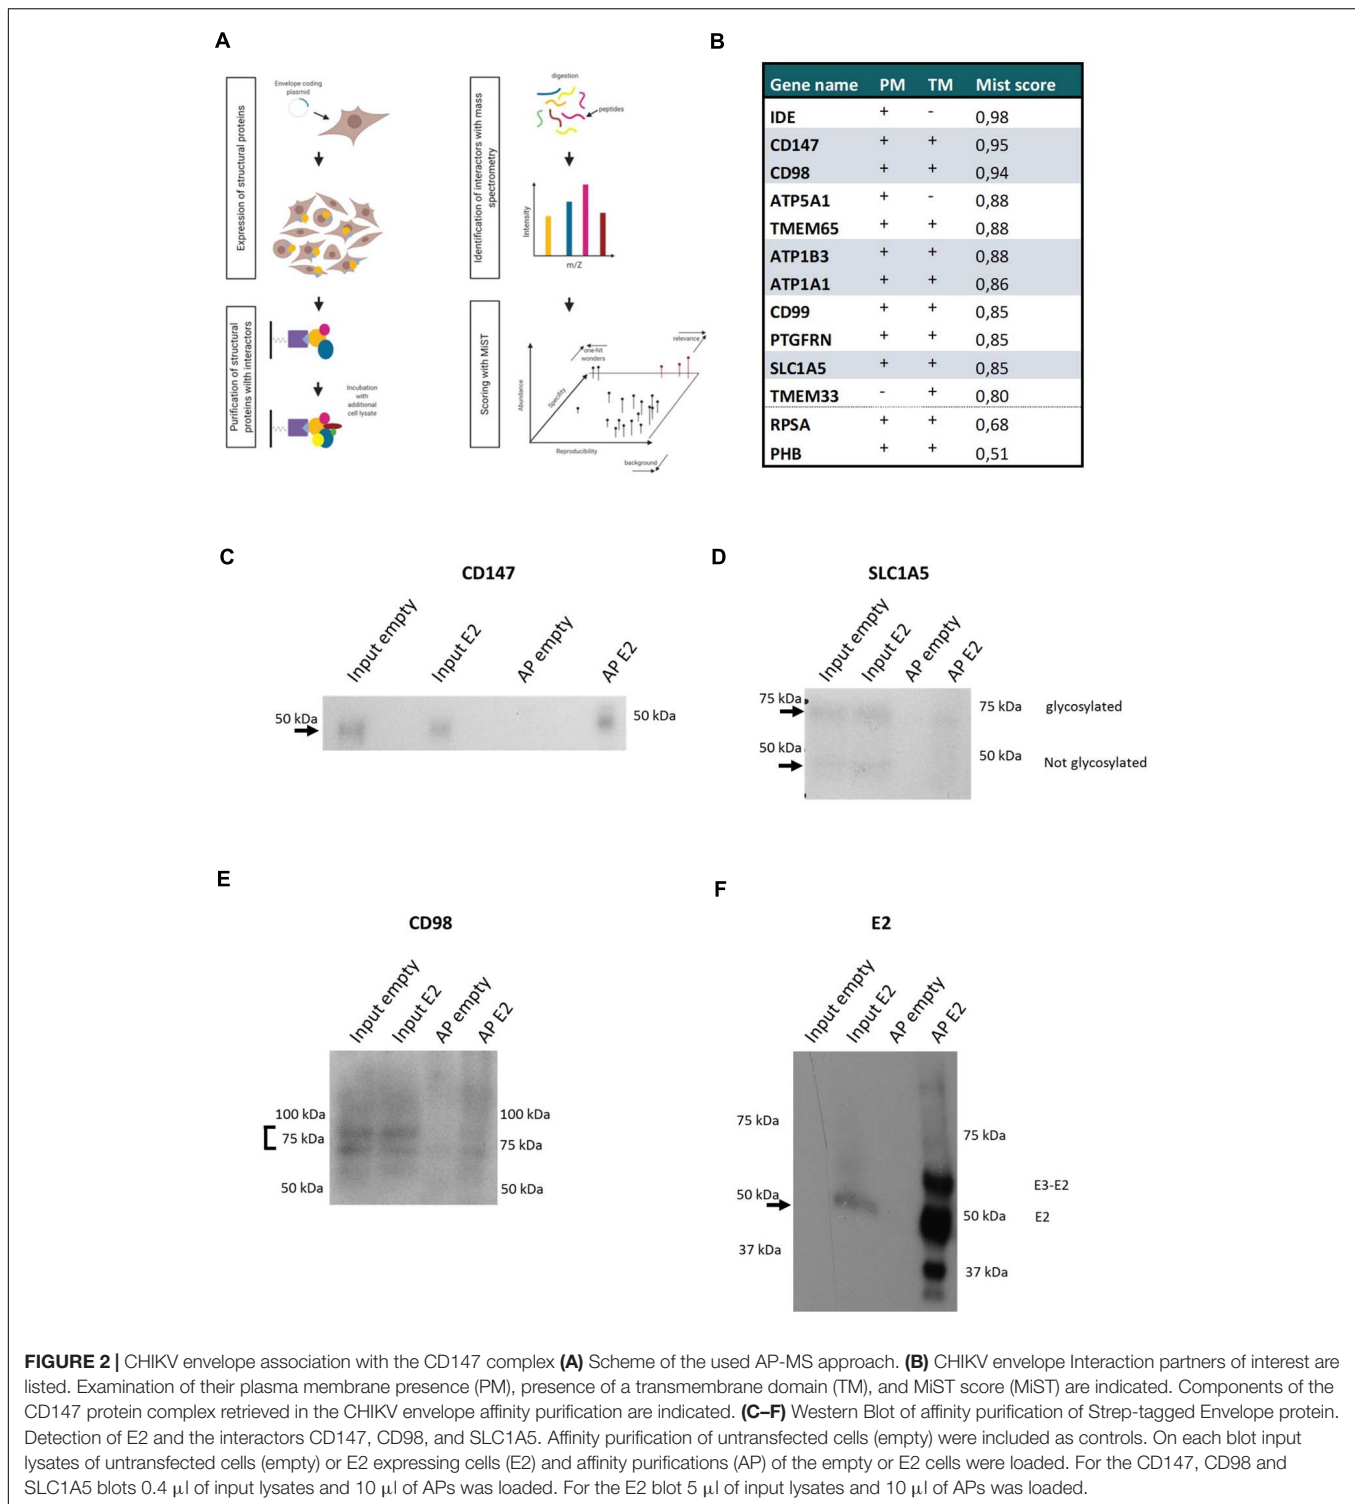 A
Expression of structural proteins
Envelope coding
plasmid
Purification of structural
proteins wiith interactors
Incubation
with
additional
cell lysate
Identification of interactors with mass
spectrometry
digestion
peptides
Intensity
m/Z
Scoring with MiST
Abundance
Specifity
Reproducibility
one-hit
wonders
relevance
background
B
Gene name PM TM Mist score
IDE + - 0,98
CD147 + + 0,95
CD98 + + 0,94
ATP5A1 + - 0,88
TMEM65 + + 0,88
ATP1B3 + + 0,88
ATP1A1 + + 0,86
CD99 + + 0,85
PTGFRN + + 0,85
SLC1A5 + + 0,85
TMEM33 - + 0,80
RPSA + + 0,68
PHB + + 0,51
C
CD147
Input empty
Input E2
AP empty
AP E2
50 kDa
50 kDa
D
SLC1A5
Input empty
Input E2
AP empty
AP E2
75 kDa
75 kDa glycosylated
50 kDa
50 kDa Not glycosylated
E
CD98
Input empty
Input E2
AP empty
AP E2
100 kDa
100 kDa
75 kDa
75 kDa
50 kDa
50 kDa
F
E2
Input empty
Input E2
AP empty
AP E2
75 kDa
75 kDa
50 kDa
E3-E2
50 kDa E2
37 kDa
37 kDa
FIGURE 2 | CHIKV envelope association with the CD147 complex (A) Scheme of the used AP-MS approach. (B) CHIKV envelope Interaction partners of interest are
listed. Examination of their plasma membrane presence (PM), presence of a transmembrane domain (TM), and MiST score (MiST) are indicated. Components of the
CD147 protein complex retrieved in the CHIKV envelope affinity purification are indicated. (C–F) Western Blot of affinity purification of Strep-tagged Envelope protein.
Detection of E2 and the interactors CD147, CD98, and SLC1A5. Affinity purification of untransfected cells (empty) were included as controls. On each blot input
lysates of untransfected cells (empty) or E2 expressing cells (E2) and affinity purifications (AP) of the empty or E2 cells were loaded. For the CD147, CD98 and
SLC1A5 blots 0.4 μl of input lysates and 10 μl of APs was loaded. For the E2 blot 5 μl of input lysates and 10 μl of APs was loaded.